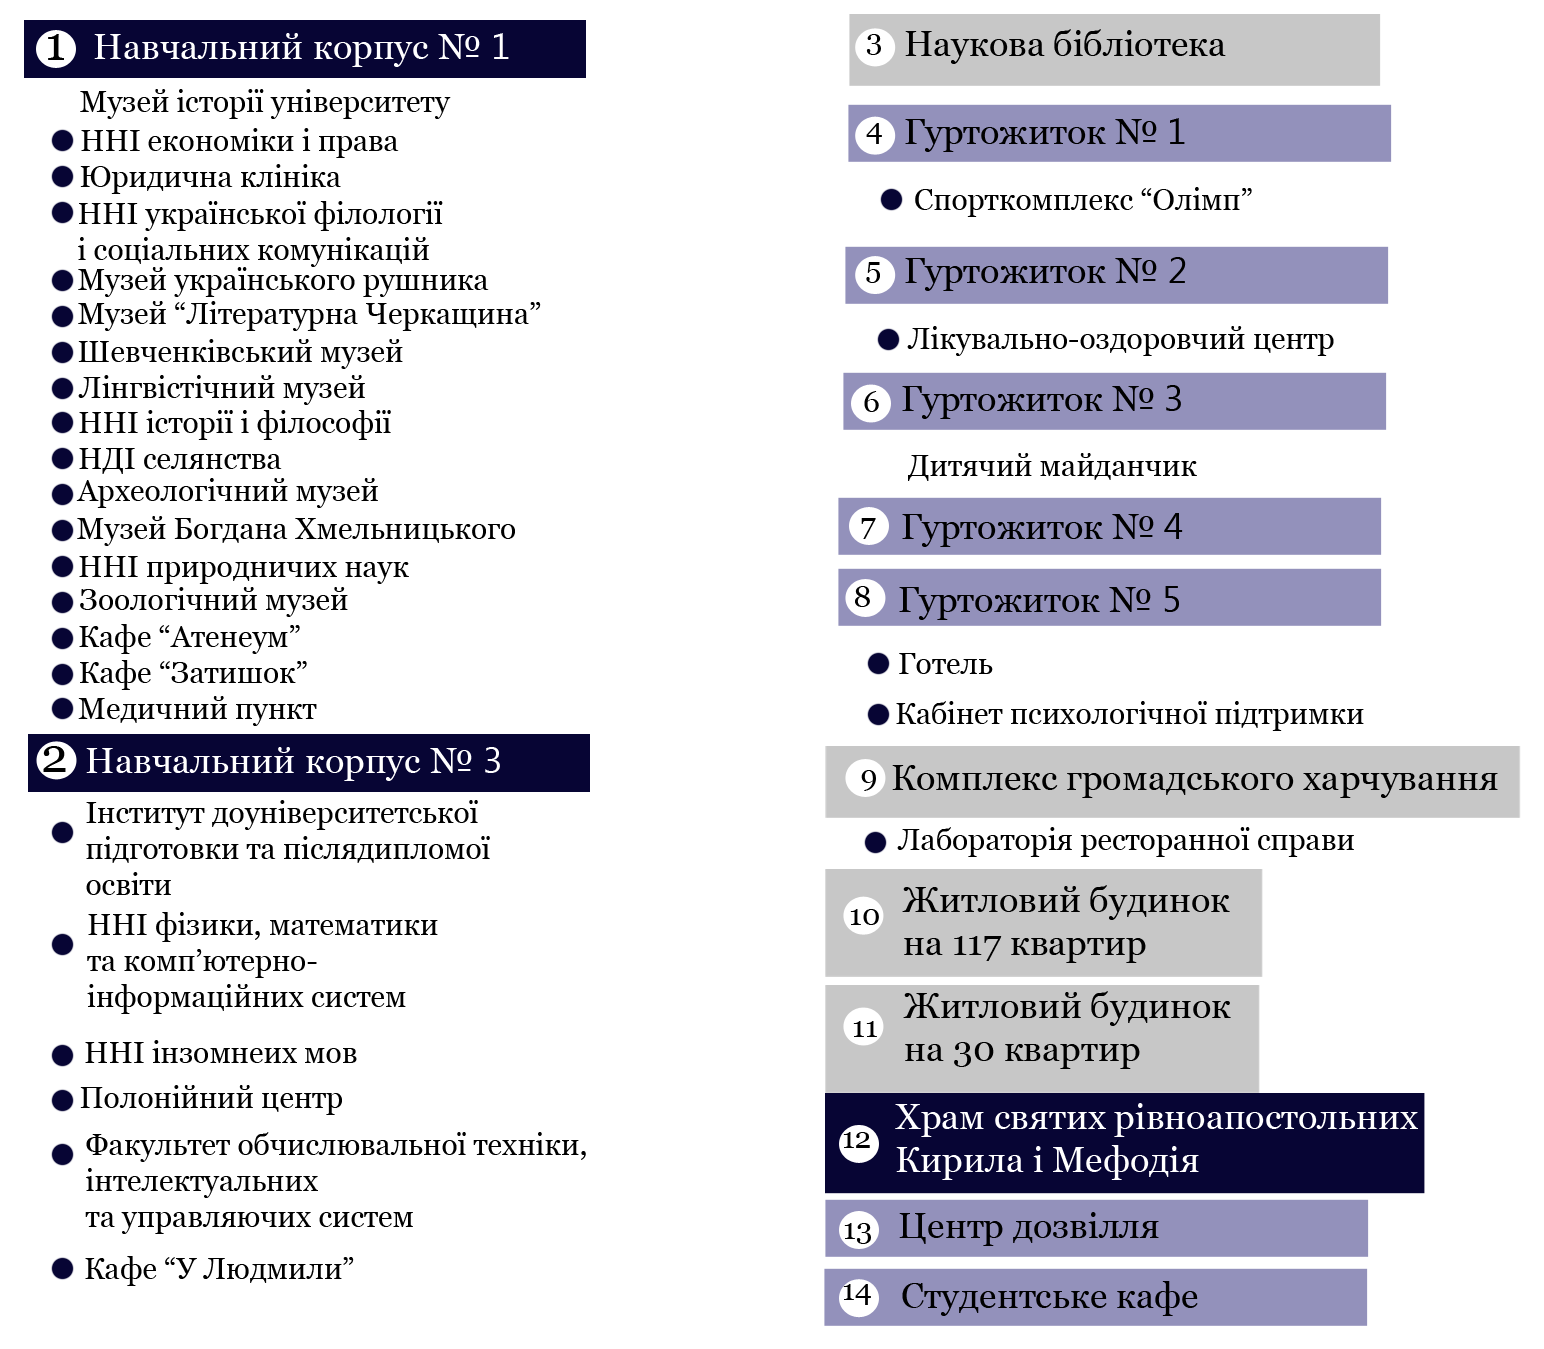 1 Навчальний корпус № 1
Музей історії університету
ННІ економіки і права
Юридична клініка
ННІ української філології
і соціальних комунікацій
Музей українського рушника
Музей “Літературна Черкащина”
Шевченківський музей
Лінгвістічний музей
ННІ історії і філософії
НДІ селянства
Археологічний музей
Музей Богдана Хмельницького
ННІ природничих наук
Зоологічний музей
Кафе “Атенеум”
Кафе “Затишок”
Медичний пункт
2 Навчальний корпус № 3
Інститут доуніверситетської
підготовки та післядипломої
освіти
ННІ фізики, математики
та комп’ютерно-
інформаційних систем
ННІ інзомнеих мов
Полонійний центр
Факультет обчислювальної техніки,
інтелектуальних
та управляючих систем
Кафе “У Людмили”
3 Наукова бібліотека
4 Гуртожиток № 1
Спорткомплекс “Олімп”
5 Гуртожиток № 2
Лікувально-оздоровчий центр
6 Гуртожиток № 3
Дитячий майданчик
7 Гуртожиток № 4
8 Гуртожиток № 5
Готель
Кабінет психологічної підтримки
9 Комплекс громадського харчування
Лабораторія ресторанної справи
10 Житловий будинок
на 117 квартир
11 Житловий будинок
на 30 квартир
12 Храм святих рівноапостольних
Кирила і Мефодія
13 Центр дозвілля
14 Студентське кафе